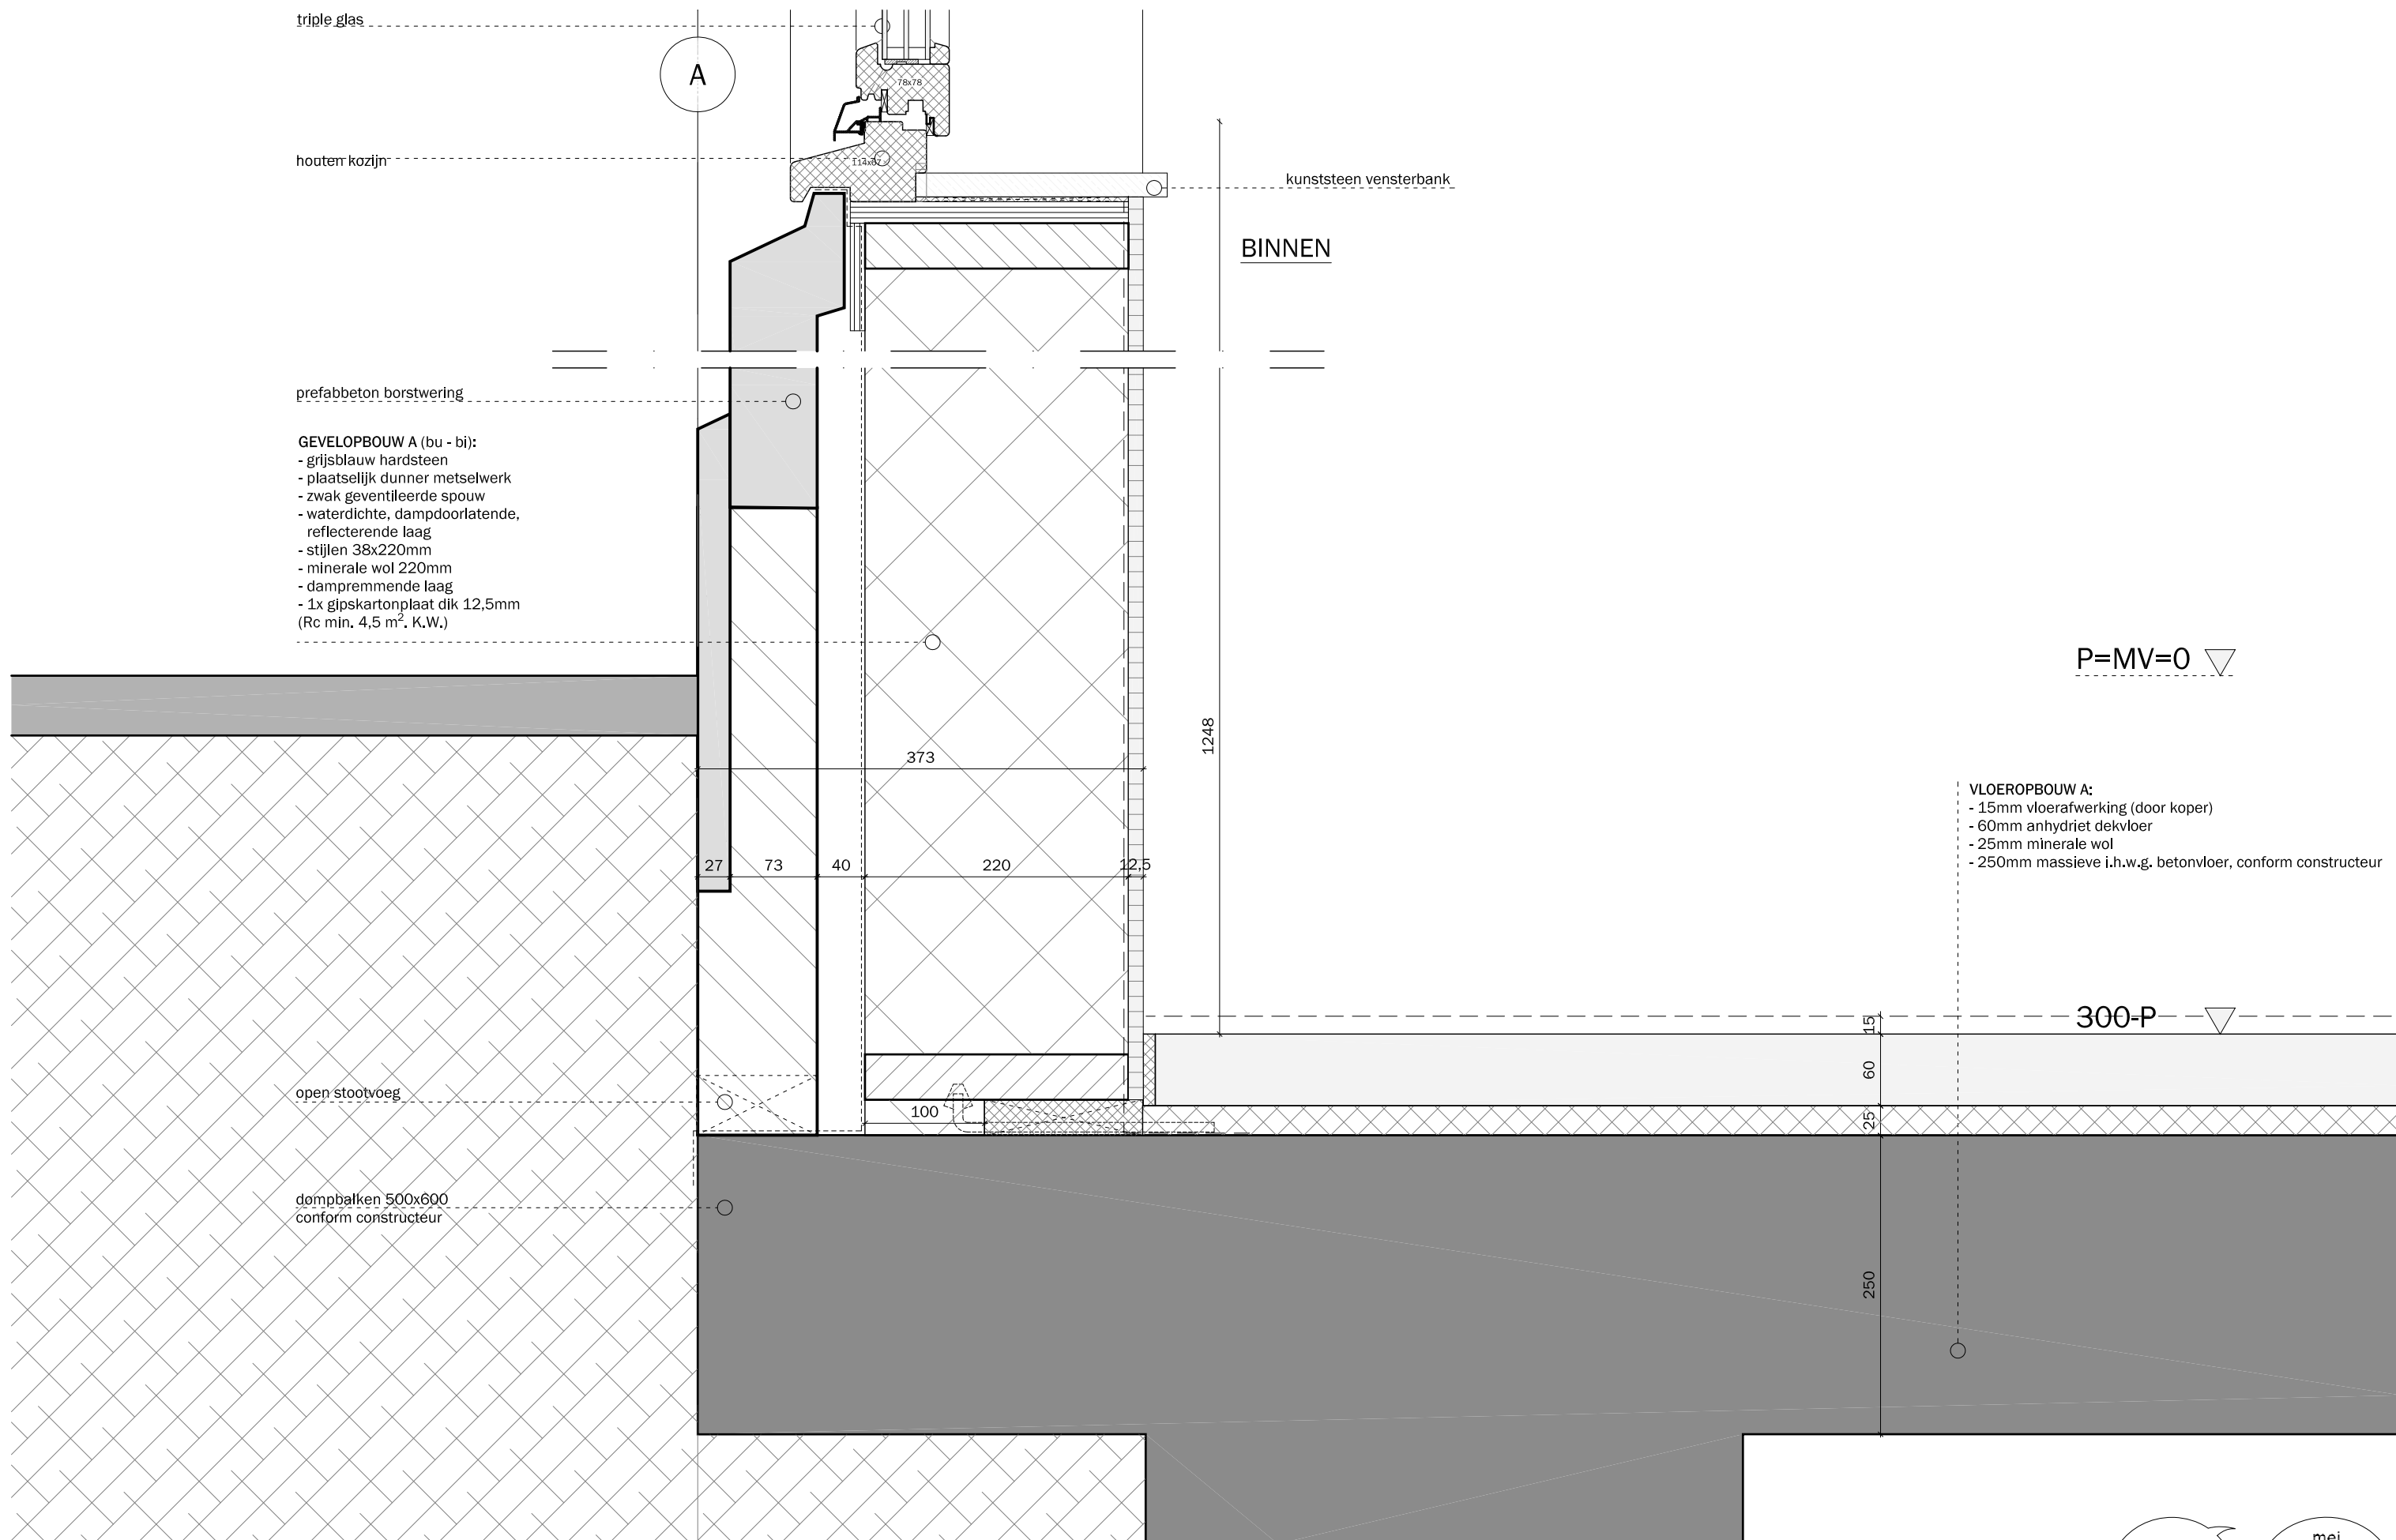 triple glas
A
78x78
houten kozijn
114x67
kunststeen vensterbank
BINNEN
prefabbeton borstwering
GEVELOPBOUW A (bu - bi):
- grijsblauw hardsteen
- plaatselijk dunner metselwerk
- zwak geventileerde spouw
- waterdichte, dampdoorlatende,
reflecterende laag
- stijlen 38x220mm
- minerale wol 220mm
- dampremmende laag
- 1x gipskartonplaat dik 12,5mm
(Rc min. 4,5 m². K.W.)
P=MV=0
1248
373
VLOEROPBOUW A:
- 15mm vloerafwerking (door koper)
- 60mm anhydriet dekvloer
- 25mm minerale wol
- 250mm massieve i.h.w.g. betonvloer, conform constructeur
27
73
40
220
12,5
300-P
15
60
25
open stootvoeg
100
dompbalken 500x600
conform constructeur
250
mei